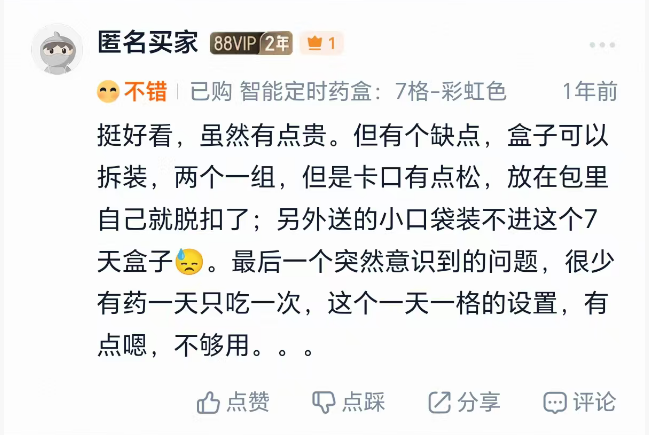 匿名买家 88VIP 2年 1
不错 已购 智能定时药盒：7格-彩虹色 1年前
挺好看，虽然有点贵。但有个缺点，盒子可以
拆装，两个一组，但是卡口有点松，放在包里
自己就脱扣了；另外送的小口袋装不进这个7
天盒子😓。最后一个突然意识到的问题，很少
有药一天只吃一次，这个一天一格的设置，有
点嗯，不够用。。。
点赞 点踩 分享 评论